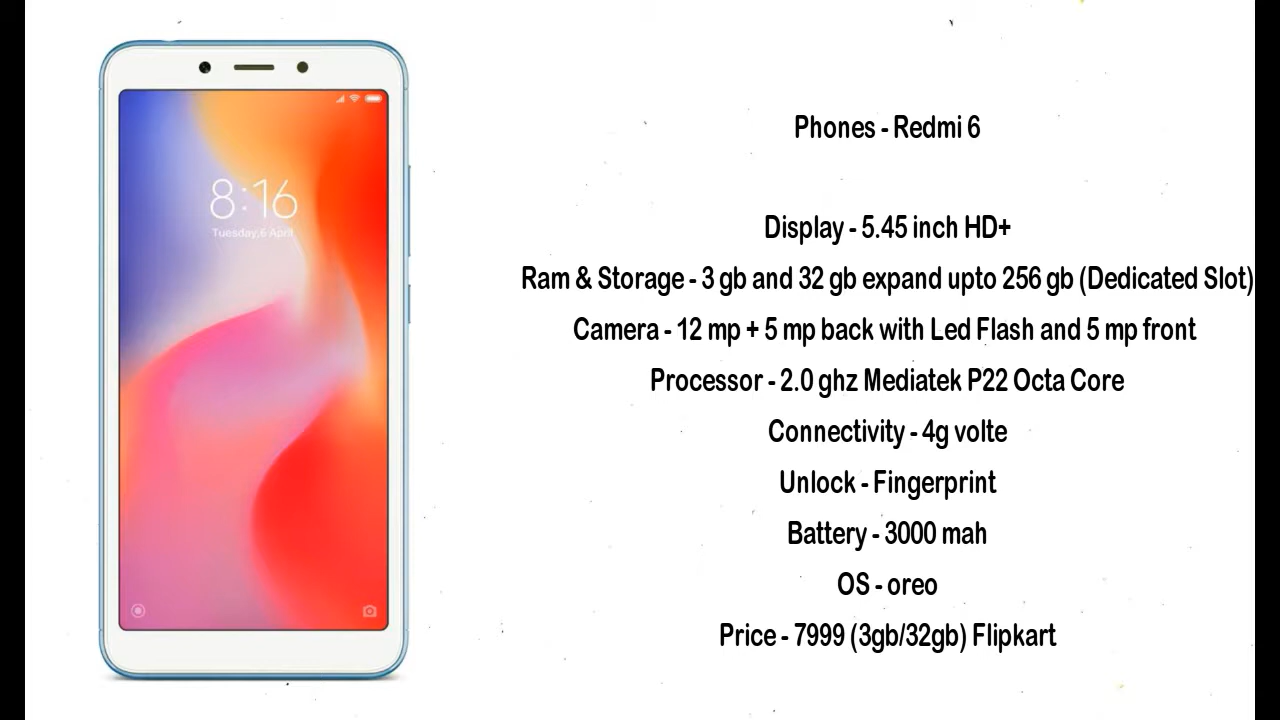 8:16
Tuesday,6 April
Phones - Redmi 6
Display - 5.45 inch HD+
Ram & Storage - 3 gb and 32 gb expand upto 256 gb (Dedicated Slot)
Camera - 12 mp + 5 mp back with Led Flash and 5 mp front
Processor - 2.0 ghz Mediatek P22 Octa Core
Connectivity - 4g volte
Unlock - Fingerprint
Battery - 3000 mah
OS - oreo
Price - 7999 (3gb/32gb) Flipkart